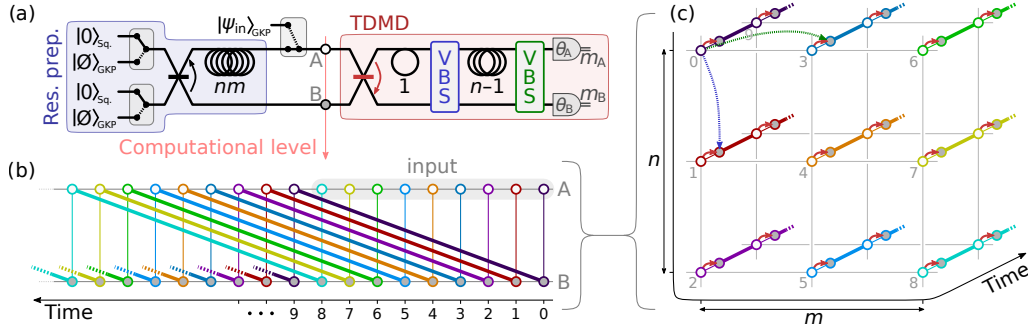 (a)
Res. prep.
|0⟩Sq.
|Ø⟩GKP
|0⟩Sq.
|Ø⟩GKP
nm
|ψin⟩GKP
A
B
Computational level
TDMD
1
VBS
n–1
VBS
θA
mA
θB
mB
(b)
input
A
B
Time
••• 9 8 7 6 5 4 3 2 1 0
(c)
0 3 6
9
1 4 7
2 5 8
n
m
Time